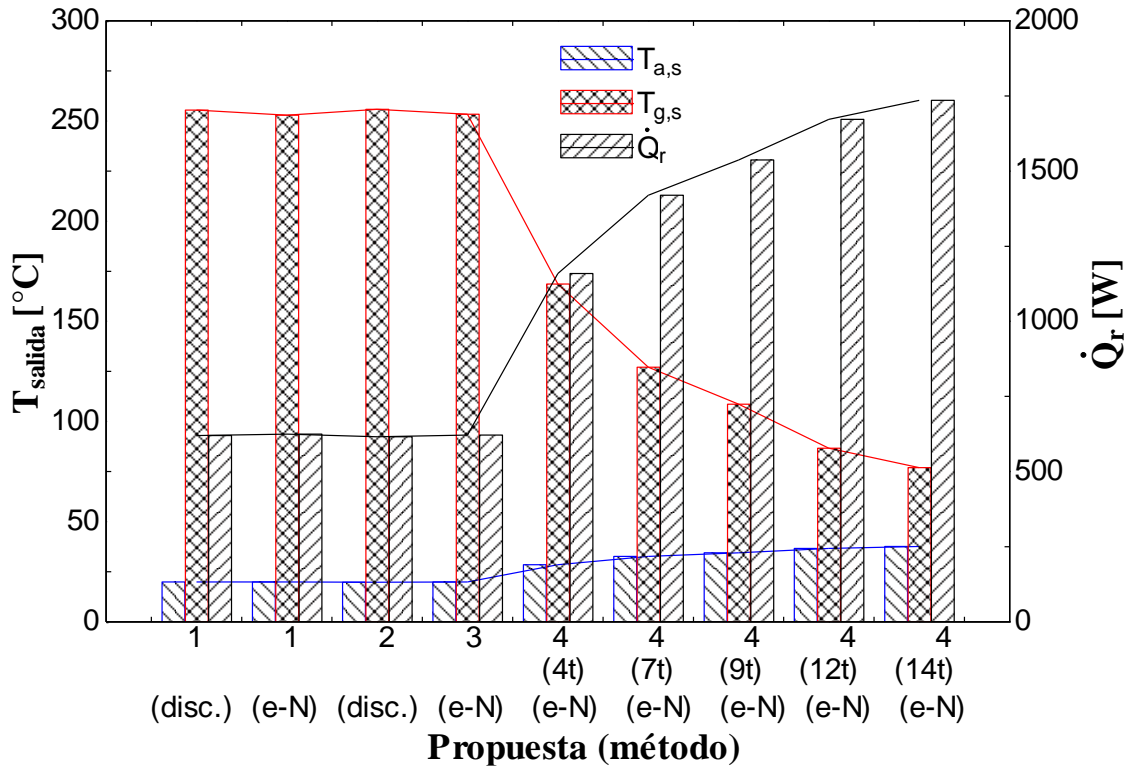 300
250
200
150
100
50
0
T_salida [°C]
2000
1500
1000
500
0
Q̇_r [W]
T_a,s
T_g,s
Q̇_r
1 1 2 3 4 4 4 4 4
(4t) (7t) (9t) (12t) (14t)
(disc.) (e-N) (disc.) (e-N) (e-N) (e-N) (e-N) (e-N) (e-N)
Propuesta (método)